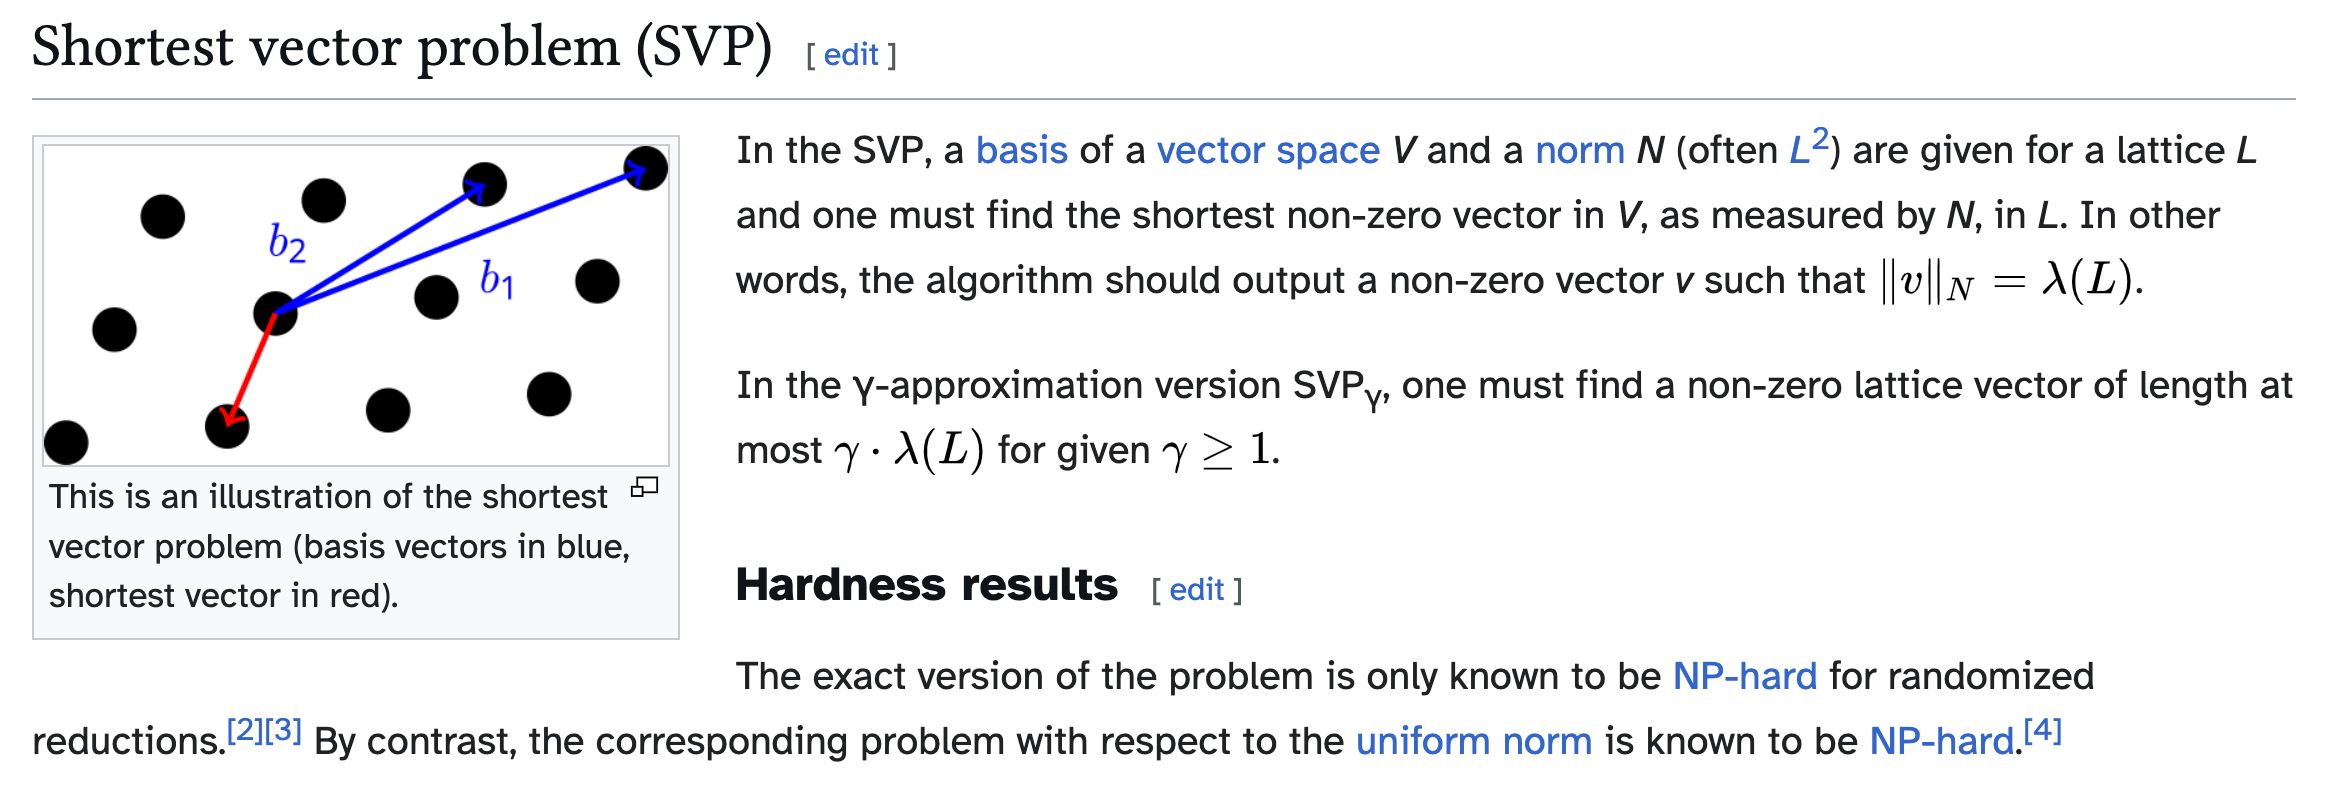 Shortest vector problem (SVP) [ edit ]
b₂
b₁
This is an illustration of the shortest
vector problem (basis vectors in blue,
shortest vector in red).
In the SVP, a basis of a vector space V and a norm N (often L²) are given for a lattice L
and one must find the shortest non-zero vector in V, as measured by N, in L. In other
words, the algorithm should output a non-zero vector v such that ‖v‖_N = λ(L).
In the γ-approximation version SVP_γ, one must find a non-zero lattice vector of length at
most γ · λ(L) for given γ ≥ 1.
Hardness results [ edit ]
The exact version of the problem is only known to be NP-hard for randomized
reductions.[2][3] By contrast, the corresponding problem with respect to the uniform norm is known to be NP-hard.[4]